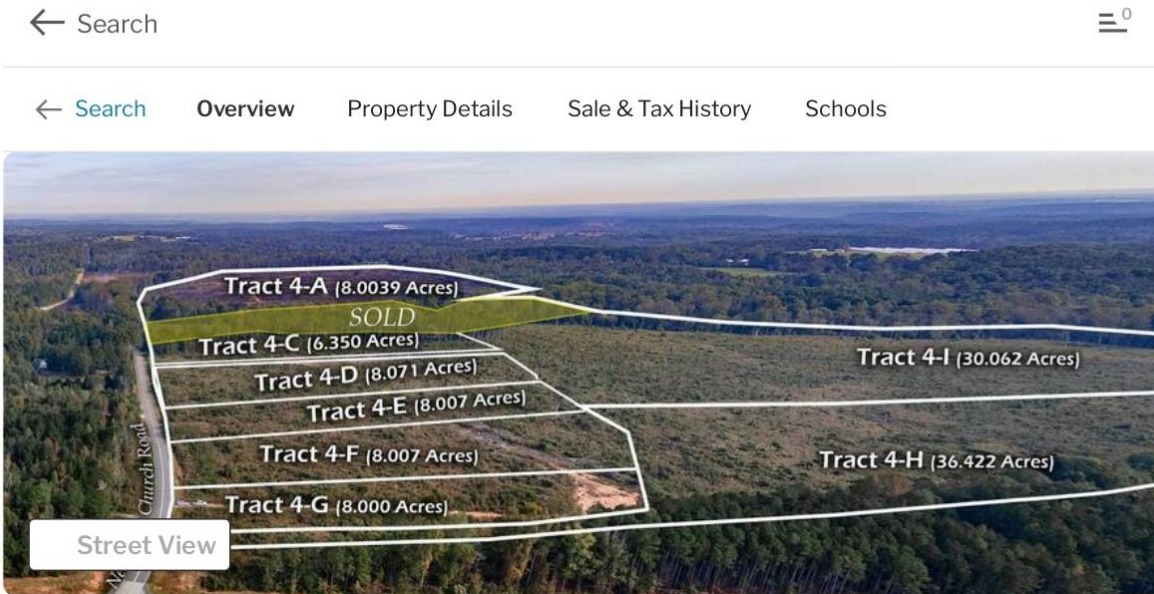 Search
0
Search Overview Property Details Sale & Tax History Schools
Tract 4-A (8.0039 Acres)
SOLD
Tract 4-C (6.350 Acres)
Tract 4-I (30.062 Acres)
Tract 4-D (8.071 Acres)
Tract 4-E (8.007 Acres)
Tract 4-F (8.007 Acres)
Tract 4-H (36.422 Acres)
Church Road
Tract 4-G (8.000 Acres)
Street View